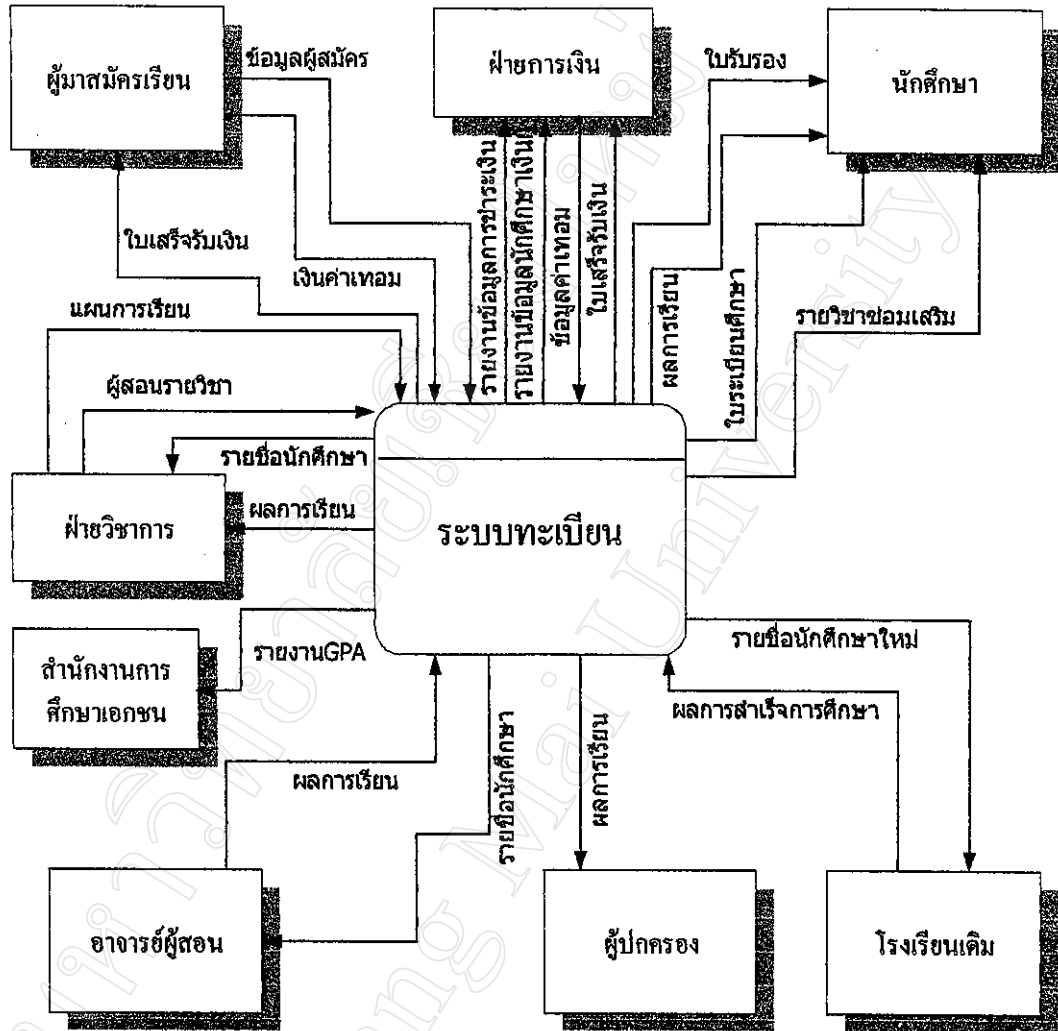 ผู้มาสมัครเรียน
ข้อมูลผู้สมัคร
ฝ่ายการเงิน
ใบรับรอง
นักศึกษา
ใบเสร็จรับเงิน
เงินค่าเทอม
รายงานข้อมูลการชำระเงิน
รายงานข้อมูลนักศึกษาเงินกู้
ข้อมูลค่าเทอม
ใบเสร็จรับเงิน
ผลการเรียน
ใบระเบียนศึกษา
รายวิชาซ่อมเสริม
แผนการเรียน
ผู้สอนรายวิชา
รายชื่อนักศึกษา
ฝ่ายวิชาการ
ผลการเรียน
ระบบทะเบียน
สำนักงานการ
ศึกษาเอกชน
รายงานGPA
รายชื่อนักศึกษาใหม่
ผลการสำเร็จการศึกษา
ผลการเรียน
รายชื่อนักศึกษา
ผลการเรียน
อาจารย์ผู้สอน
ผู้ปกครอง
โรงเรียนเดิม
ang Mai University